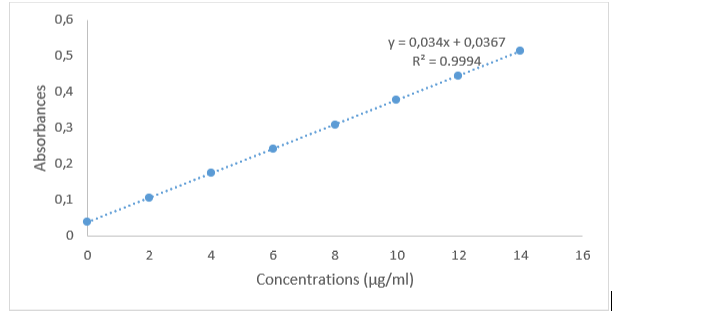 0,6
y = 0,034x + 0,0367
R² = 0.9994
0,5
0,4
0,3
0,2
0,1
0
Absorbances
0 2 4 6 8 10 12 14 16
Concentrations (µg/ml)